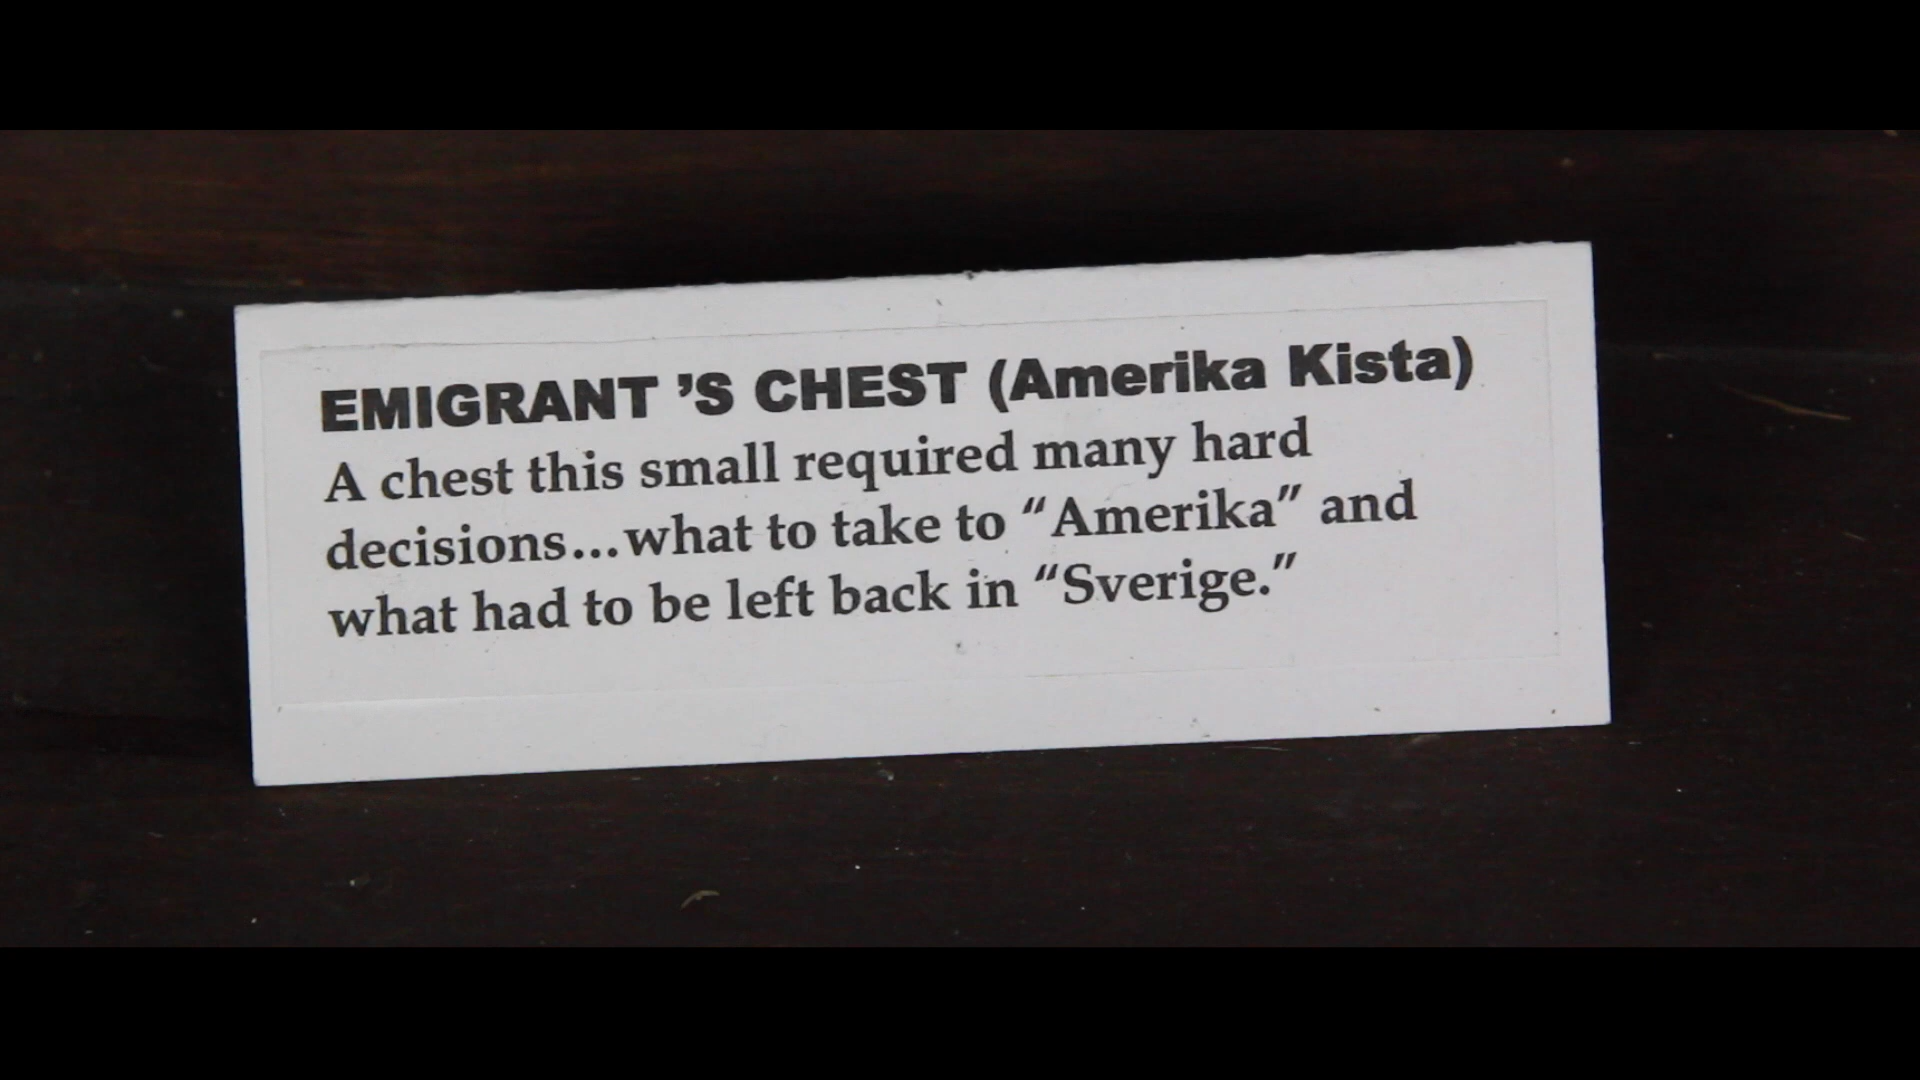 EMIGRANT ’S CHEST (Amerika Kista)
A chest this small required many hard
decisions...what to take to “Amerika” and
what had to be left back in “Sverige.”